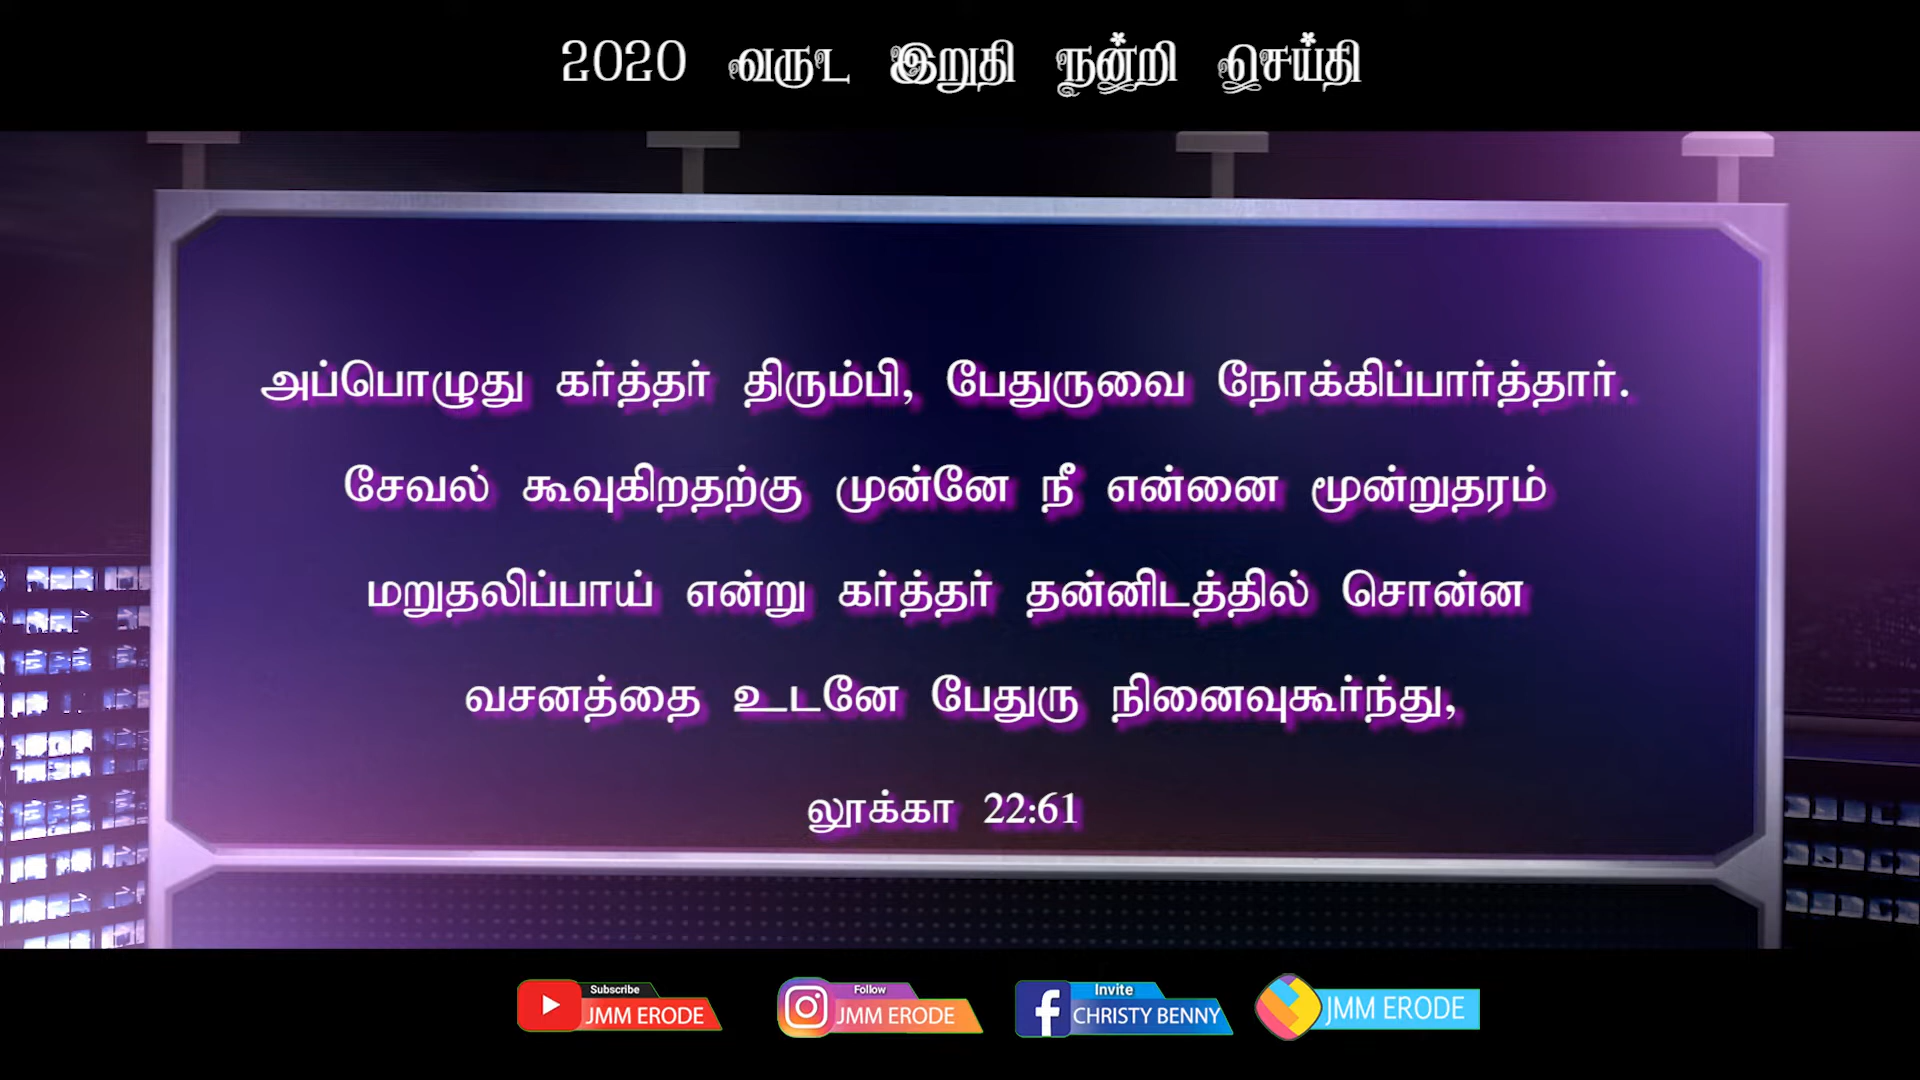 2020 வருட இறுதி நன்றி செய்தி
அப்பொழுது கர்த்தர் திரும்பி, பேதுருவை நோக்கிப்பார்த்தார்.
சேவல் கூவுகிறதற்கு முன்னே நீ என்னை மூன்றுதரம்
மறுதலிப்பாய் என்று கர்த்தர் தன்னிடத்தில் சொன்ன
வசனத்தை உடனே பேதுரு நினைவுகூர்ந்து,
லூக்கா 22:61
Subscribe
JMM ERODE
Follow
JMM ERODE
Invite
CHRISTY BENNY
JMM ERODE